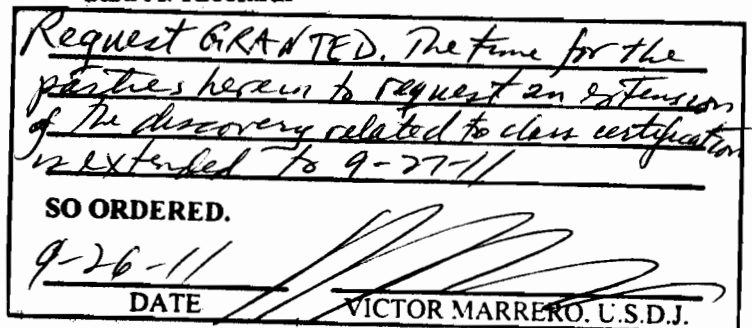 Request GRANTED. The time for the
parties herein to request an extension
of the discovery related to class certification
is extended to 9-27-11
SO ORDERED.
9-26-11
DATE VICTOR MARRERO. U.S.D.J.